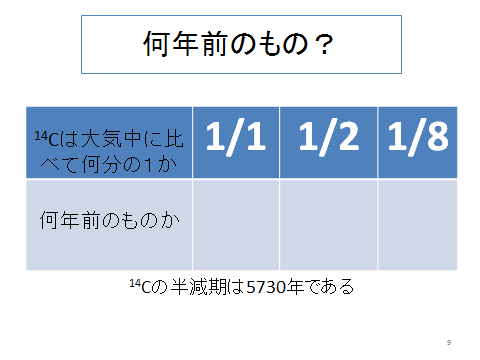 何年前のもの？
¹⁴Cは大気中に比
べて何分の１か
1/1
1/2
1/8
何年前のものか
¹⁴Cの半減期は5730年である
9